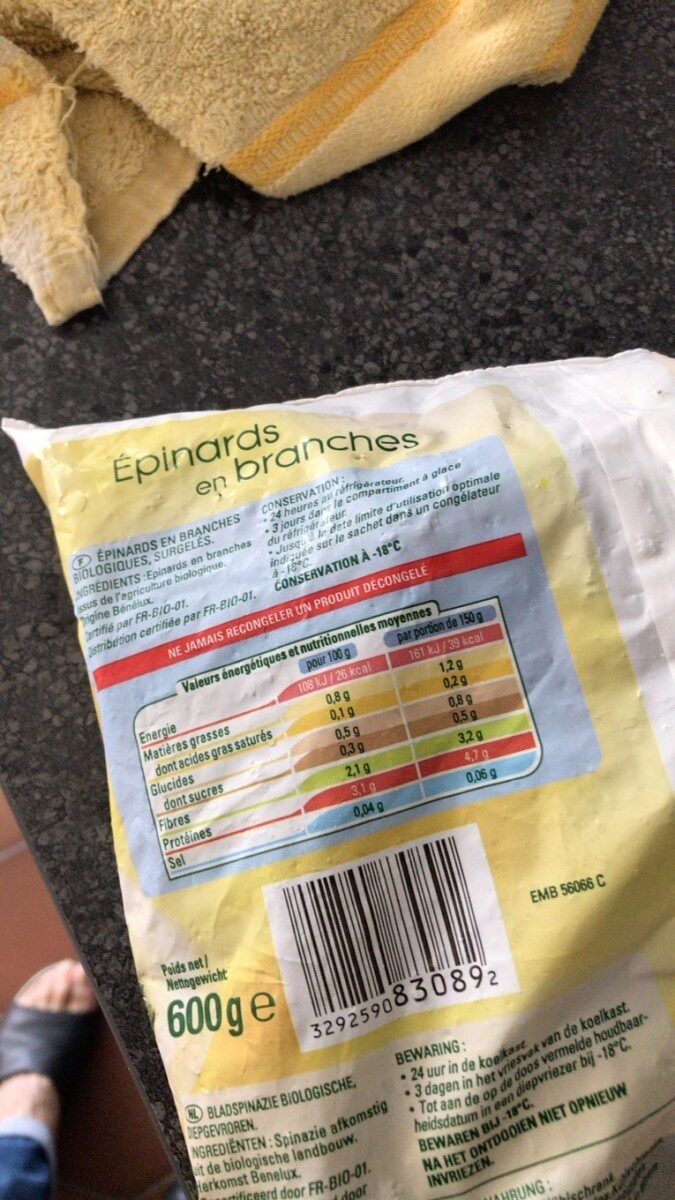 Épinards
en branches
F ÉPINARDS EN BRANCHES
BIOLOGIQUES, SURGELÉS.
INGRÉDIENTS : Épinards en branches
issus de l'agriculture biologique.
Origine Bénélux.
Certifié par FR-BIO-01.
Distribution certifiée par FR-BIO-01.
CONSERVATION :
• 24 heures au réfrigérateur.
• 3 jours dans le compartiment à glace
du réfrigérateur.
• Jusqu'à la date limite d'utilisation optimale
indiquée sur le sachet dans un congélateur
à -18°C.
CONSERVATION À -18°C
NE JAMAIS RECONGELER UN PRODUIT DÉCONGELÉ
Valeurs énergétiques et nutritionnelles moyennes
pour 100 g par portion de 150 g
Energie 108 kJ / 26 kcal 161 kJ / 39 kcal
Matières grasses 0,8 g 1,2 g
dont acides gras saturés 0,1 g 0,2 g
Glucides 0,5 g 0,8 g
dont sucres 0,3 g 0,5 g
Fibres 2,1 g 3,2 g
Protéines 3,1 g 4,7 g
Sel 0,04 g 0,06 g
EMB 56066 C
Poids net /
Nettogewicht
600g e
3292590830892
NL BLADSPINAZIE BIOLOGISCHE,
DIEPGEVROREN.
INGREDIËNTEN : Spinazie afkomstig
uit de biologische landbouw.
Herkomst Benelux.
Gecertificeerd door FR-BIO-01.
door
BEWARING :
• 24 uur in de koelkast.
• 3 dagen in het vriesvak van de koelkast.
• Tot aan de op de doos vermelde houdbaar-
heidsdatum in een diepvriezer bij -18°C.
BEWAREN BIJ -18°C.
NA HET ONTDOOIEN NIET OPNIEUW
INVRIEZEN.